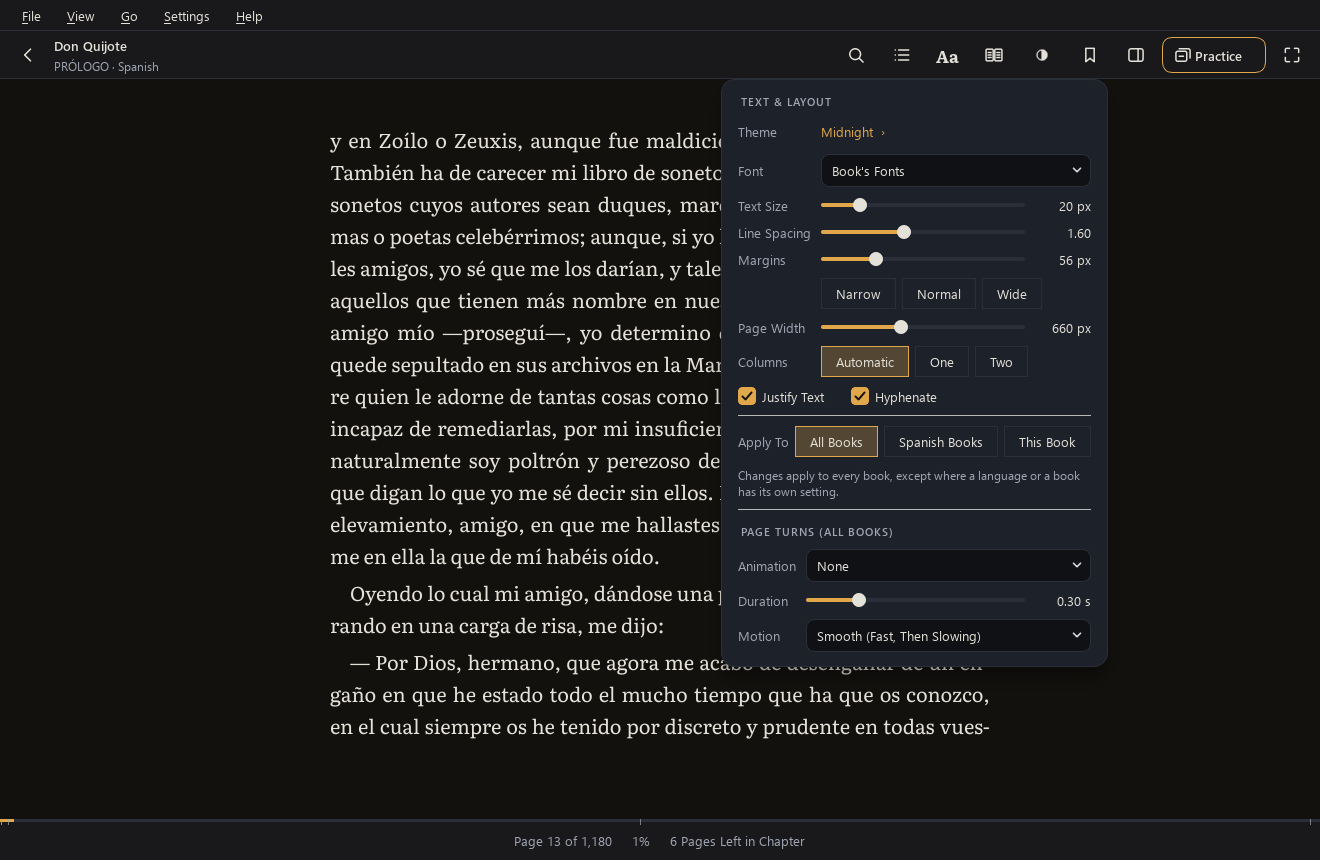 File View Go Settings Help
Don Quijote
PRÓLOGO · Spanish
Aa
Practice
y en Zoílo o Zeuxis, aunque fue maldicie
También ha de carecer mi libro de soneto
sonetos cuyos autores sean duques, marq
mas o poetas celebérrimos; aunque, si yo
les amigos, yo sé que me los darían, y tale
aquellos que tienen más nombre en nue
amigo mío —proseguí—, yo determino
quede sepultado en sus archivos en la Man
re quien le adorne de tantas cosas como l
incapaz de remediarlas, por mi insuficien
naturalmente soy poltrón y perezoso de
que digan lo que yo me sé decir sin ellos.
elevamiento, amigo, en que me hallastes
me en ella la que de mí habéis oído.
Oyendo lo cual mi amigo, dándose una p
rando en una carga de risa, me dijo:
— Por Dios, hermano, que agora me acabo de desengañar de un en-
gaño en que he estado todo el mucho tiempo que ha que os conozco,
en el cual siempre os he tenido por discreto y prudente en todas vues-
TEXT & LAYOUT
Theme Midnight ›
Font Book's Fonts
Text Size 20 px
Line Spacing 1.60
Margins 56 px
Narrow Normal Wide
Page Width 660 px
Columns Automatic One Two
Justify Text Hyphenate
Apply To All Books Spanish Books This Book
Changes apply to every book, except where a language or a book
has its own setting.
PAGE TURNS (ALL BOOKS)
Animation None
Duration 0.30 s
Motion Smooth (Fast, Then Slowing)
Page 13 of 1,180 1% 6 Pages Left in Chapter